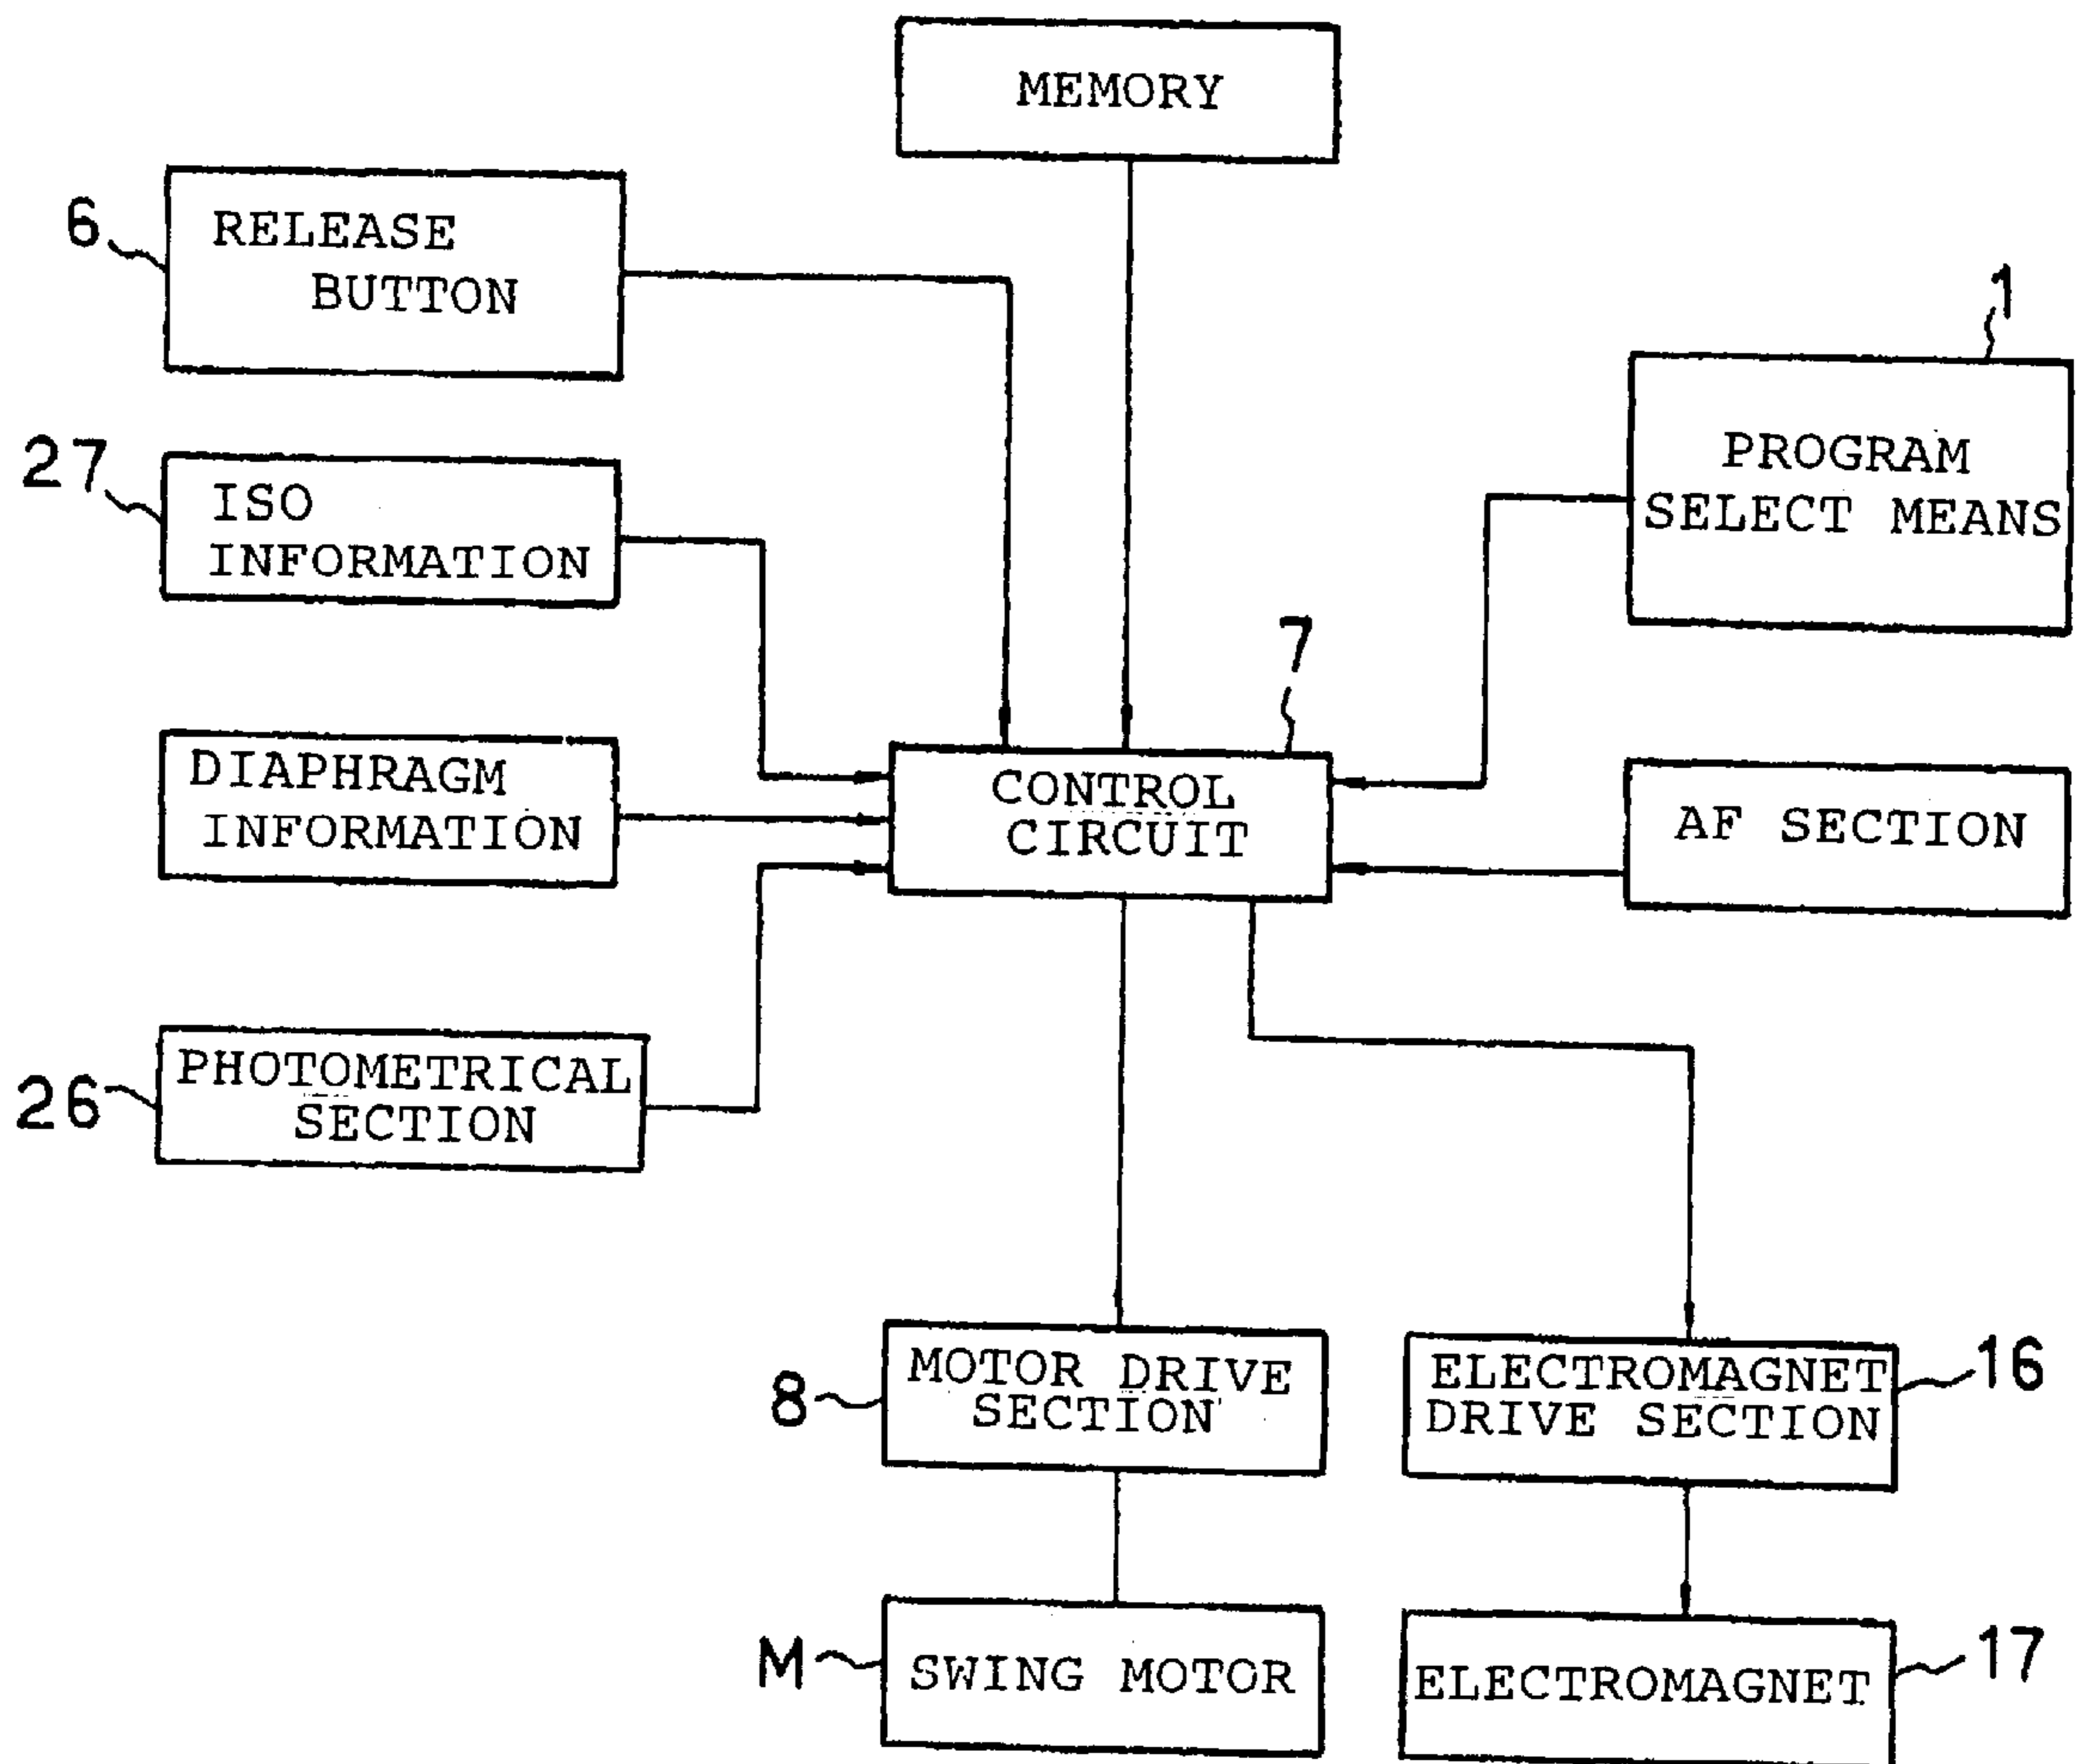 MEMORY
6
RELEASE
BUTTON
1
27
ISO
INFORMATION
PROGRAM
SELECT MEANS
7
DIAPHRAGM
INFORMATION
CONTROL
CIRCUIT
AF SECTION
26
PHOTOMETRICAL
SECTION
8
MOTOR DRIVE
SECTION
ELECTROMAGNET
DRIVE SECTION
16
M
SWING MOTOR
ELECTROMAGNET
17